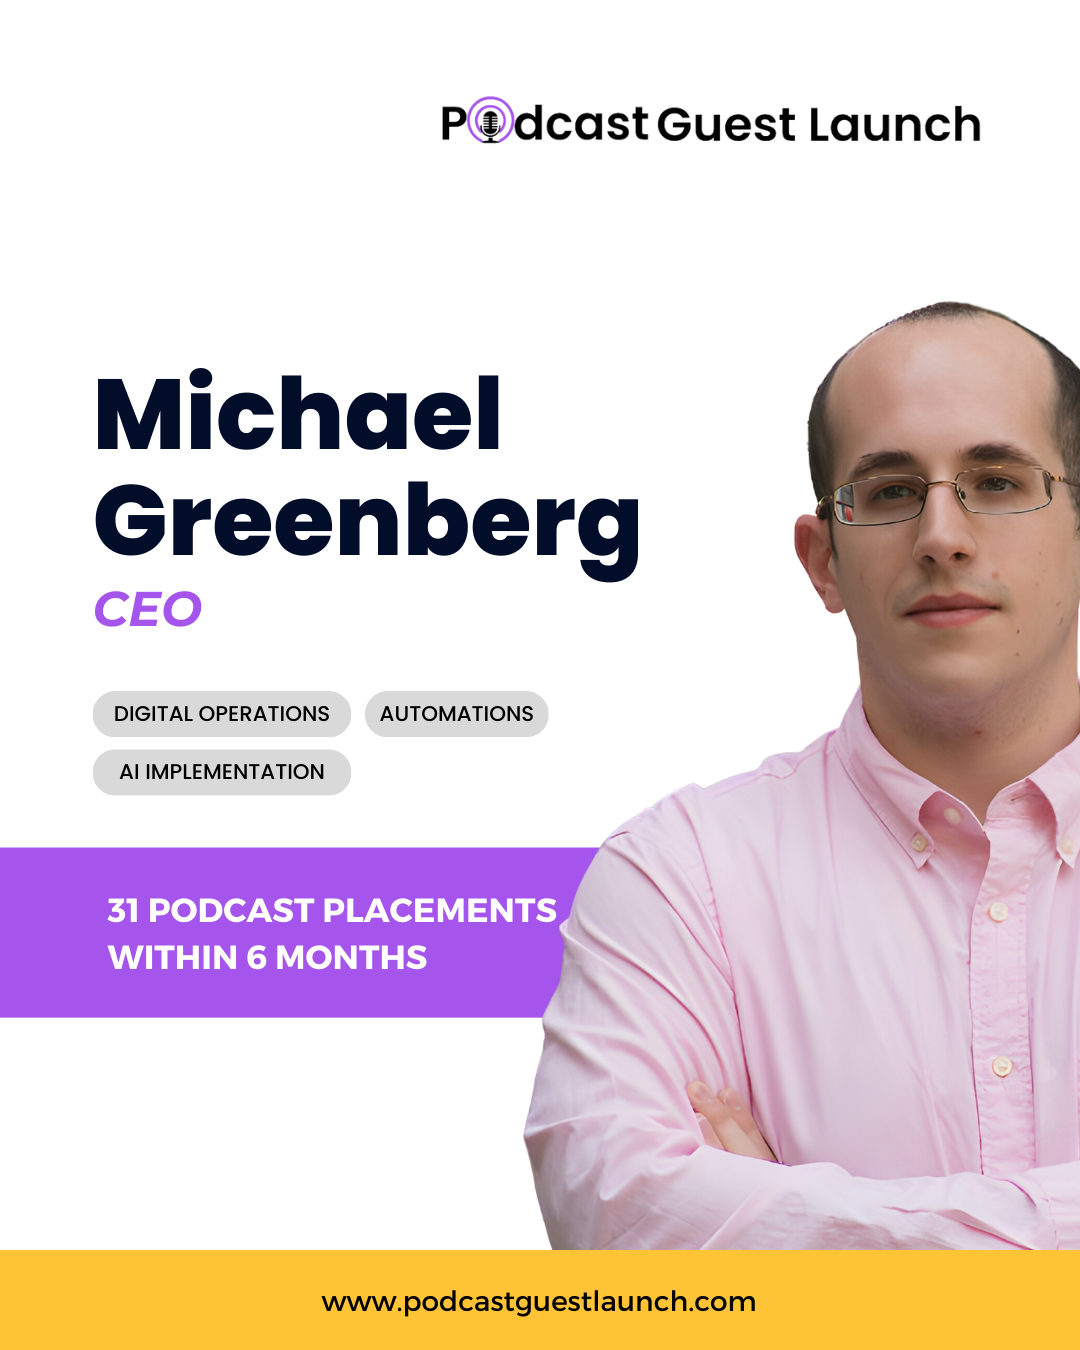 Podcast Guest Launch
Michael
Greenberg
CEO
DIGITAL OPERATIONS
AUTOMATIONS
AI IMPLEMENTATION
31 PODCAST PLACEMENTS
WITHIN 6 MONTHS
www.podcastguestlaunch.com